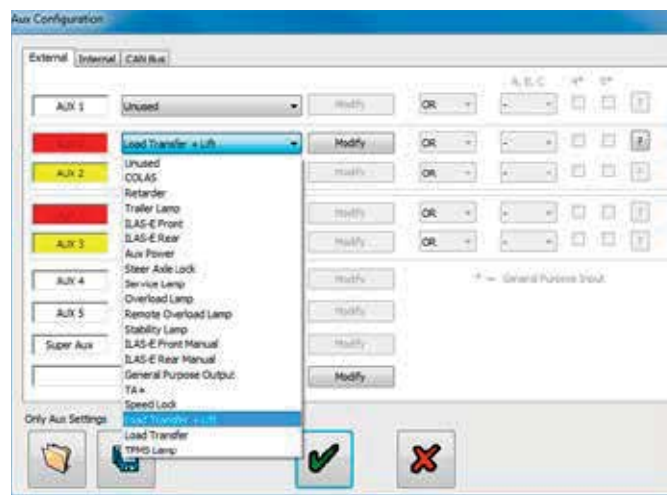 Aux Configuration
External Internal CAN Bus
A, B, C
AUX 1 Unused Modify OR -
Load Transfer + Lift Modify OR - ?
AUX 2 Modify OR -
Modify OR -
AUX 3 Modify OR -
AUX 4 Modify * = General Purpose Input
AUX 5 Modify
Super Aux Modify
Modify
Unused
COLAS
Retarder
Trailer Lamp
ILAS-E Front
ILAS-E Rear
Aux Power
Steer Axle Lock
Service Lamp
Overload Lamp
Remote Overload Lamp
Stability Lamp
ILAS-E Front Manual
ILAS-E Rear Manual
General Purpose Output
TA+
Speed Lock
Load Transfer + Lift
Load Transfer
TPMS Lamp
Only Aux Settings